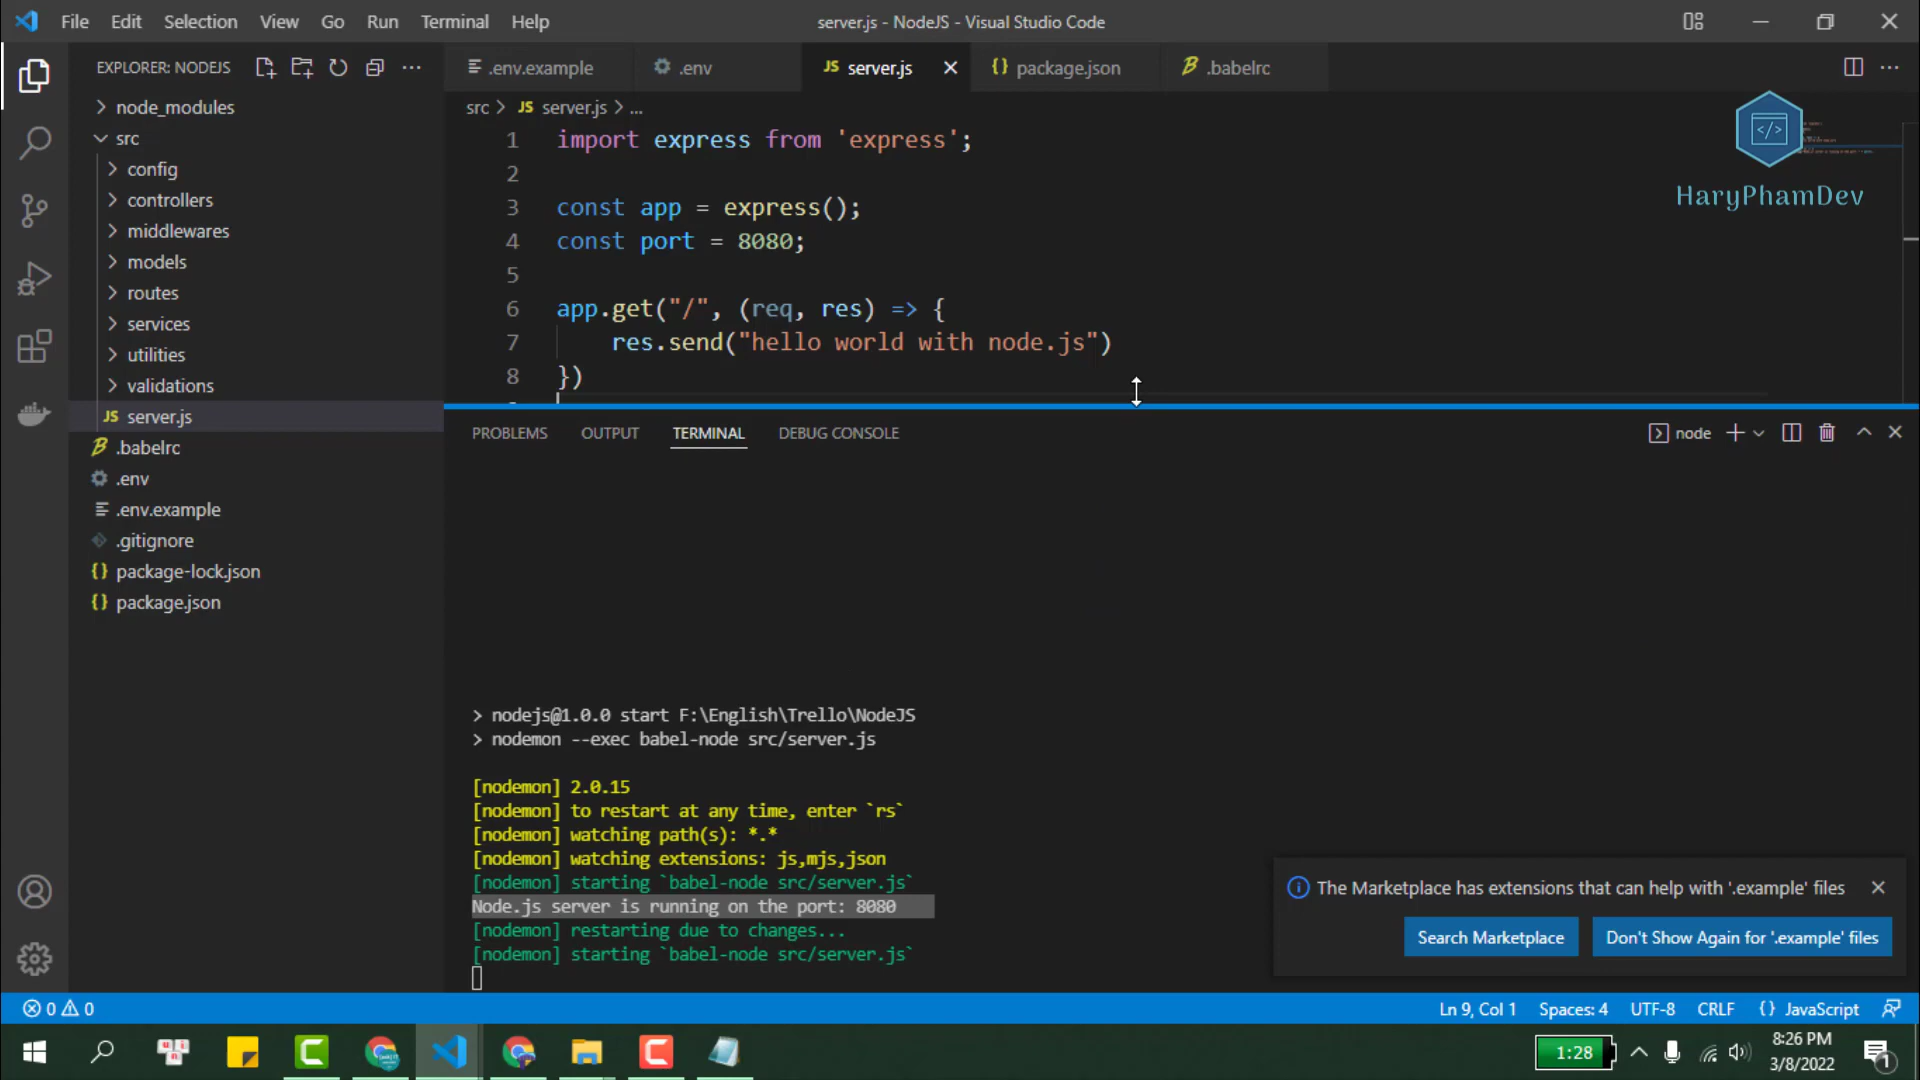 File Edit Selection View Go Run Terminal Help
server.js - NodeJS - Visual Studio Code
EXPLORER: NODEJS
.env.example
.env
JS server.js
{} package.json
.babelrc
src > JS server.js > ...
node_modules
src
config
controllers
middlewares
models
routes
services
utilities
validations
JS server.js
.babelrc
.env
.env.example
.gitignore
{} package-lock.json
{} package.json
1 import express from 'express';
2
3 const app = express();
4 const port = 8080;
5
6 app.get("/", (req, res) => {
7 res.send("hello world with node.js")
8 })
</>
HaryPhamDev
PROBLEMS OUTPUT TERMINAL DEBUG CONSOLE
node
> nodejs@1.0.0 start F:\English\Trello\NodeJS
> nodemon --exec babel-node src/server.js
[nodemon] 2.0.15
[nodemon] to restart at any time, enter `rs`
[nodemon] watching path(s): *.*
[nodemon] watching extensions: js,mjs,json
[nodemon] starting `babel-node src/server.js`
Node.js server is running on the port: 8080
[nodemon] restarting due to changes...
[nodemon] starting `babel-node src/server.js`
The Marketplace has extensions that can help with '.example' files
Search Marketplace
Don't Show Again for '.example' files
0 0
Ln 9, Col 1 Spaces: 4 UTF-8 CRLF {} JavaScript
1:28
8:26 PM
3/8/2022
1